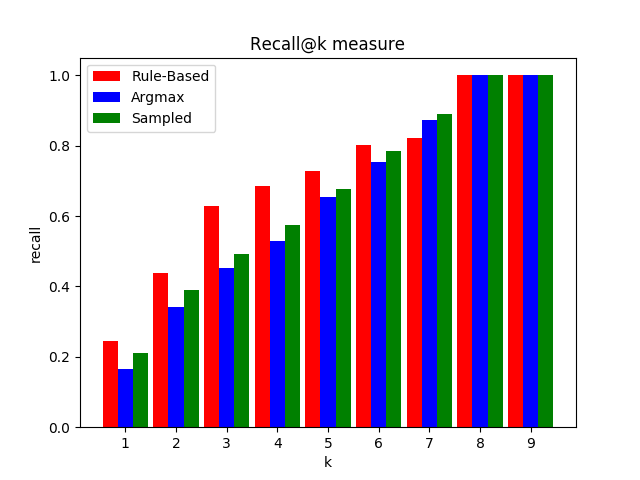 Recall@k measure
Rule-Based
Argmax
Sampled
1.0
0.8
0.6
0.4
0.2
0.0
recall
1 2 3 4 5 6 7 8 9
k